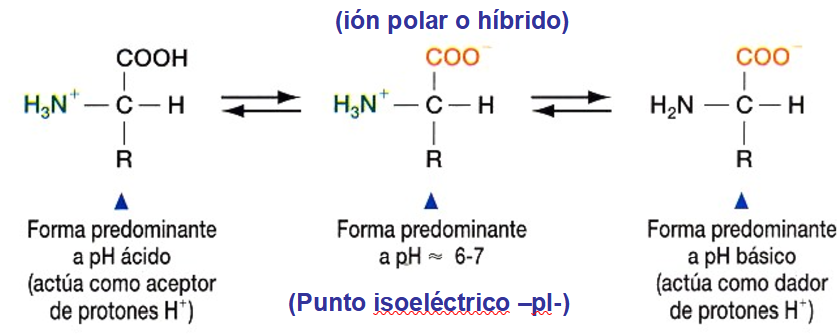 (ión polar o híbrido)
COOH
H₃N⁺ — C — H
R
COO⁻
H₃N⁺ — C — H
R
COO⁻
H₂N — C — H
R
Forma predominante
a pH ácido
(actúa como aceptor
de protones H⁺)
Forma predominante
a pH ≈ 6-7
(Punto isoeléctrico –pI-)
Forma predominante
a pH básico
(actúa como dador
de protones H⁺)